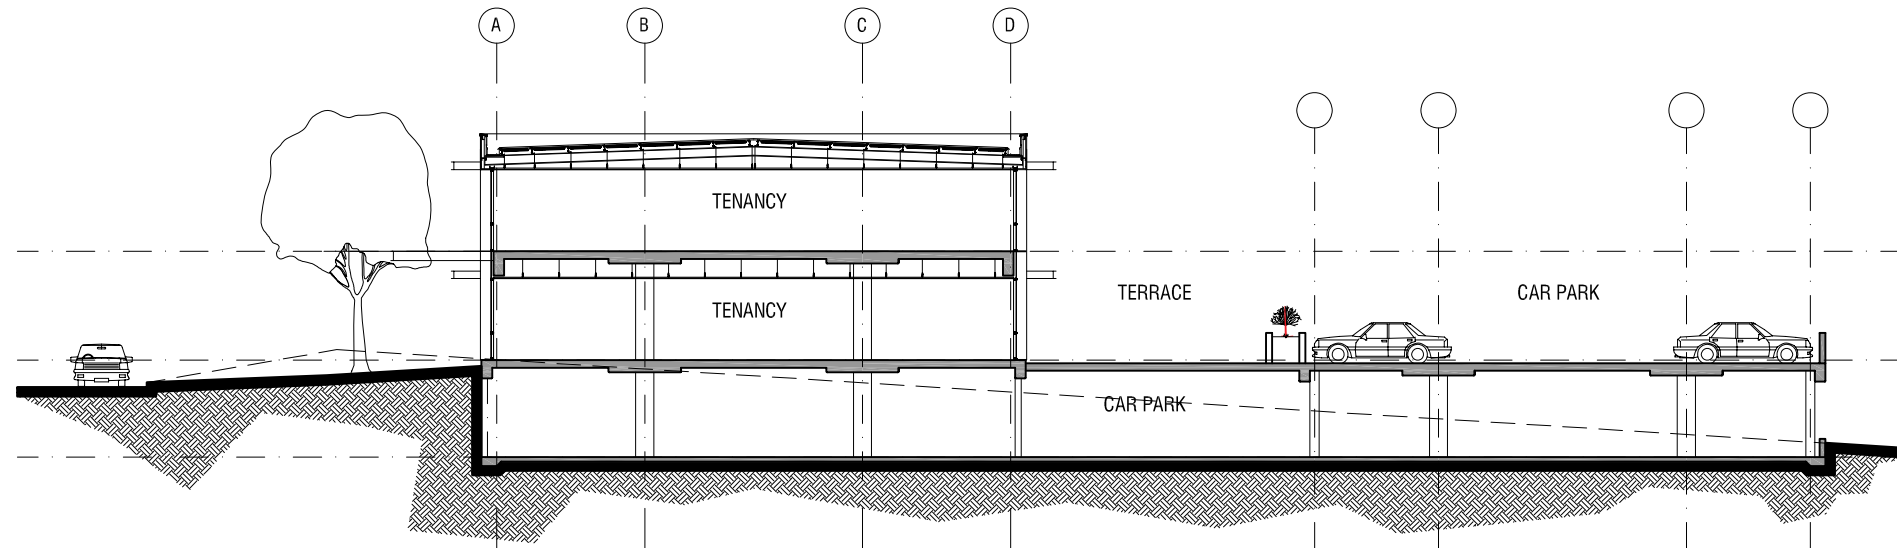 A
B
C
D
TENANCY
TENANCY
TERRACE
CAR PARK
CAR PARK